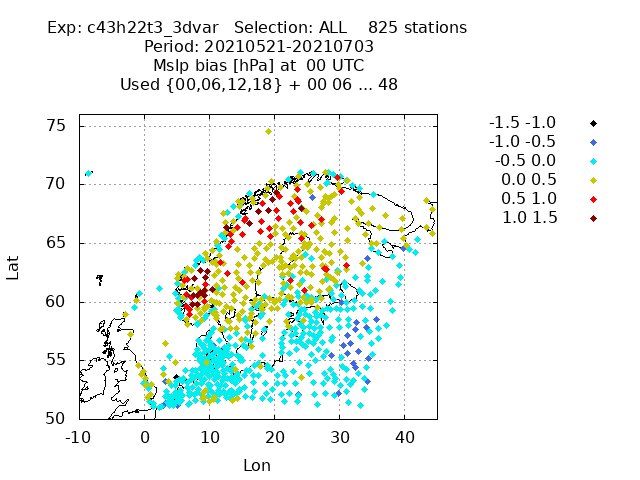 Exp: c43h22t3_3dvar   Selection: ALL    825 stations
Period: 20210521-20210703
Mslp bias [hPa] at  00 UTC
Used {00,06,12,18} + 00 06 ... 48
-1.5 -1.0
-1.0 -0.5
-0.5 0.0
0.0 0.5
0.5 1.0
1.0 1.5
75
70
65
60
55
50
Lat
-10 0 10 20 30 40
Lon